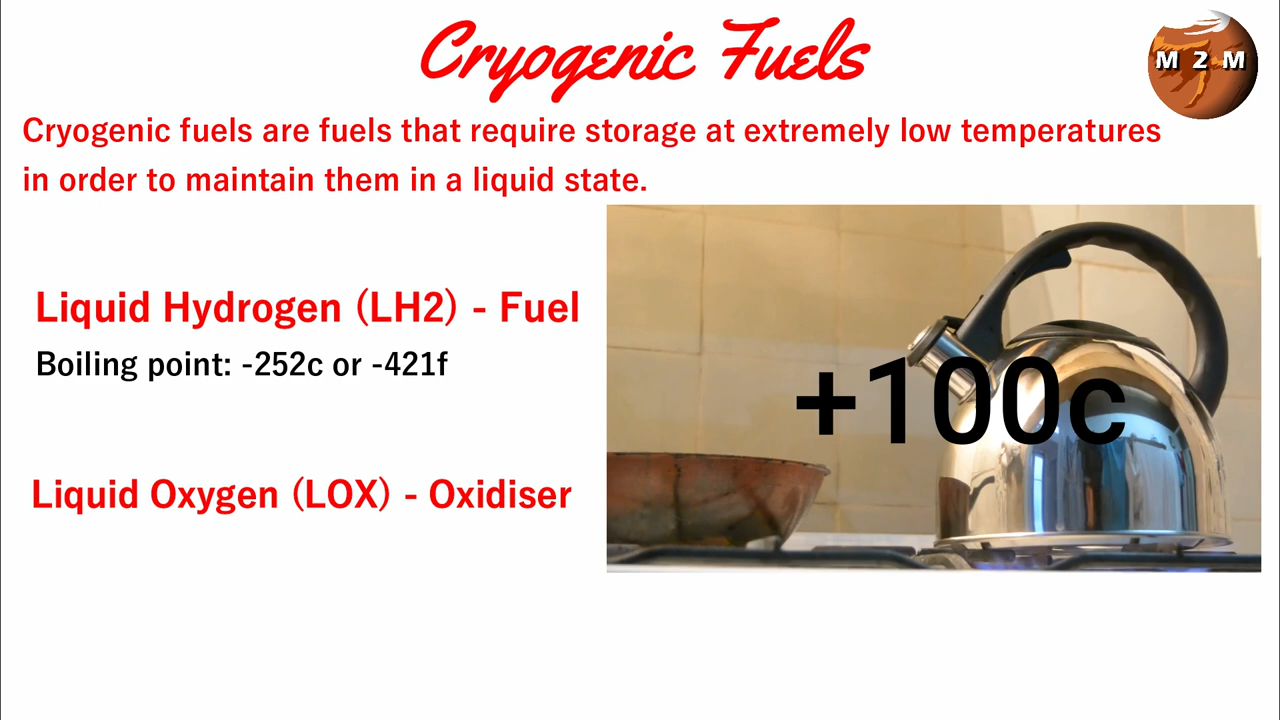 Cryogenic Fuels
M 2 M
Cryogenic fuels are fuels that require storage at extremely low temperatures
in order to maintain them in a liquid state.
Liquid Hydrogen (LH2) - Fuel
Boiling point: -252c or -421f
+100c
Liquid Oxygen (LOX) - Oxidiser